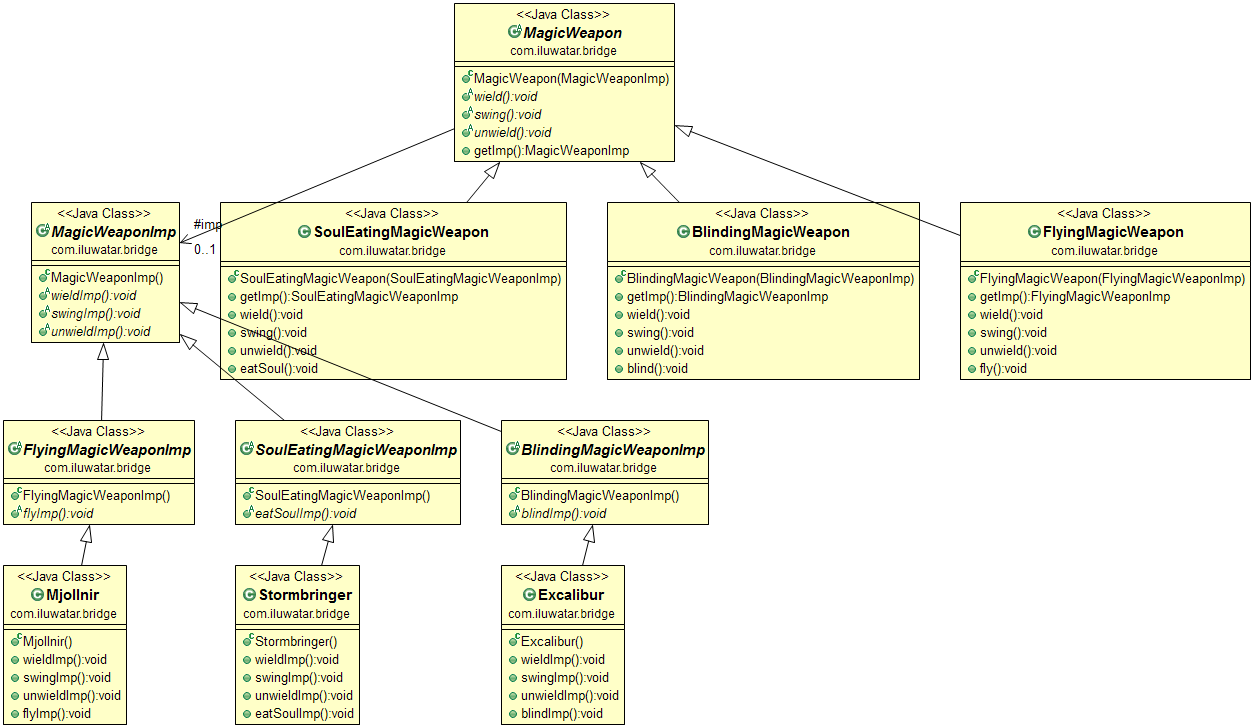 <<Java Class>>
MagicWeapon
com.iluwatar.bridge
MagicWeapon(MagicWeaponImp)
wield():void
swing():void
unwield():void
getImp():MagicWeaponImp
#imp
0..1
<<Java Class>>
MagicWeaponImp
com.iluwatar.bridge
MagicWeaponImp()
wieldImp():void
swingImp():void
unwieldImp():void
<<Java Class>>
SoulEatingMagicWeapon
com.iluwatar.bridge
SoulEatingMagicWeapon(SoulEatingMagicWeaponImp)
getImp():SoulEatingMagicWeaponImp
wield():void
swing():void
unwield():void
eatSoul():void
<<Java Class>>
BlindingMagicWeapon
com.iluwatar.bridge
BlindingMagicWeapon(BlindingMagicWeaponImp)
getImp():BlindingMagicWeaponImp
wield():void
swing():void
unwield():void
blind():void
<<Java Class>>
FlyingMagicWeapon
com.iluwatar.bridge
FlyingMagicWeapon(FlyingMagicWeaponImp)
getImp():FlyingMagicWeaponImp
wield():void
swing():void
unwield():void
fly():void
<<Java Class>>
FlyingMagicWeaponImp
com.iluwatar.bridge
FlyingMagicWeaponImp()
flyImp():void
<<Java Class>>
SoulEatingMagicWeaponImp
com.iluwatar.bridge
SoulEatingMagicWeaponImp()
eatSoulImp():void
<<Java Class>>
BlindingMagicWeaponImp
com.iluwatar.bridge
BlindingMagicWeaponImp()
blindImp():void
<<Java Class>>
Mjollnir
com.iluwatar.bridge
Mjollnir()
wieldImp():void
swingImp():void
unwieldImp():void
flyImp():void
<<Java Class>>
Stormbringer
com.iluwatar.bridge
Stormbringer()
wieldImp():void
swingImp():void
unwieldImp():void
eatSoulImp():void
<<Java Class>>
Excalibur
com.iluwatar.bridge
Excalibur()
wieldImp():void
swingImp():void
unwieldImp():void
blindImp():void